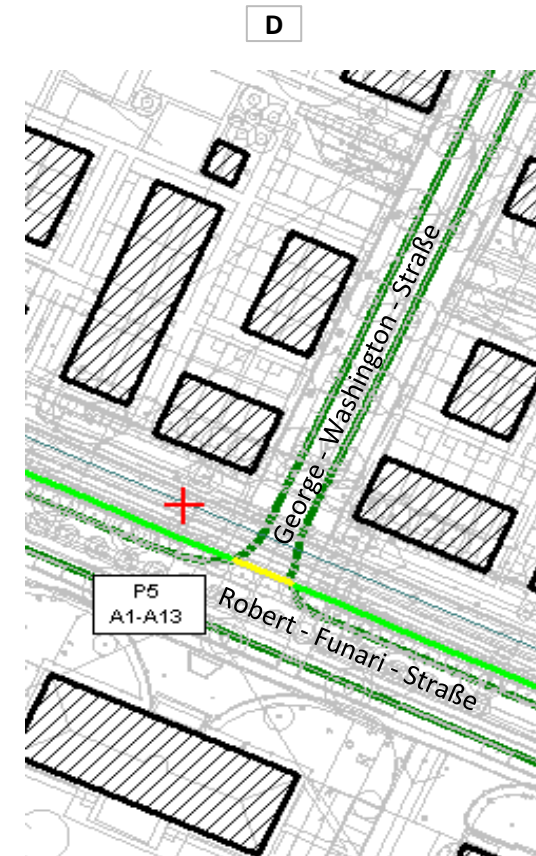 D
George - Washington - Straße
P5
A1-A13
Robert - Funari - Straße